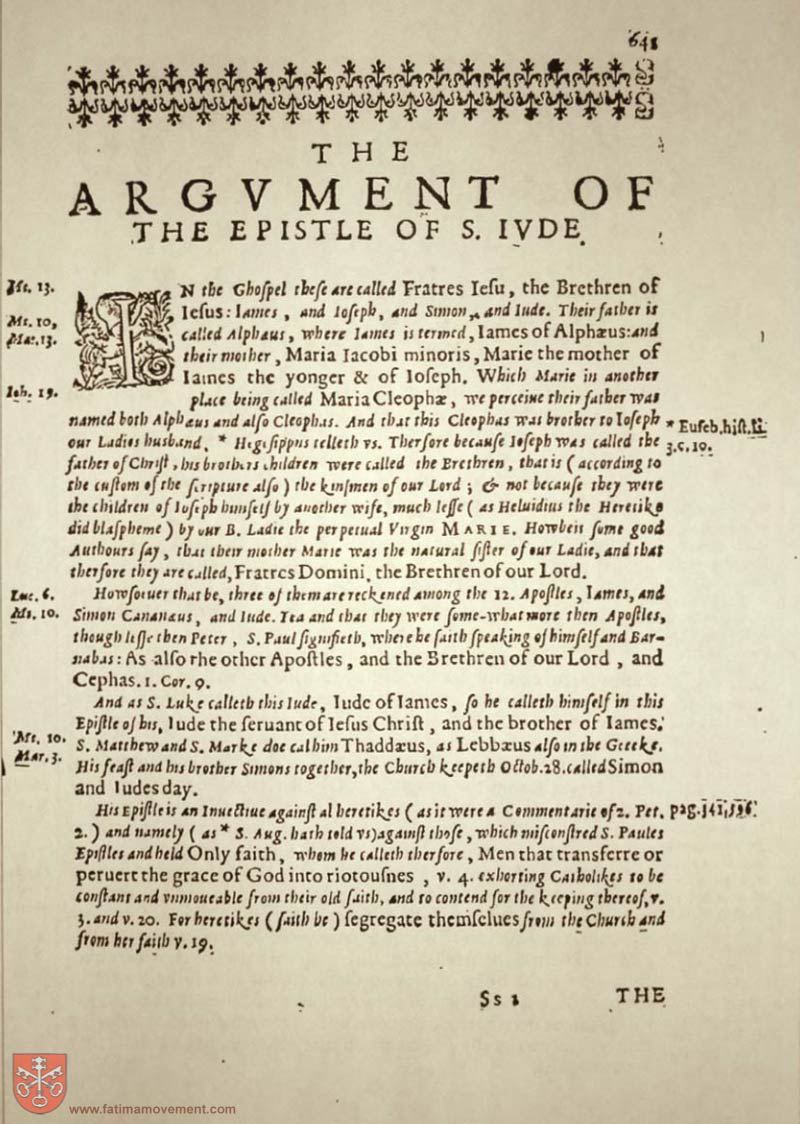 641
THE
ARGVMENT OF
THE EPISTLE OF S. IVDE.
Mt. 13.
Mt. 10,
Mar. 13.
IN the Ghoſpel theſe are called Fratres Ieſu, the Brethren of
Ieſus: Iames, and Ioſeph, and Simon, and Iude. Their father is
called Alphæus, where Iames is termed, Iames of Alphæus: and
their mother, Maria Iacobi minoris, Marie the mother of
Iames the yonger & of Ioſeph. Which Marie in another
Ioh. 19.
place being called Maria Cleophæ, we perceiue their father was
named both Alphæus and alſo Cleophas. And that this Cleophas was brother to Ioſeph
* Euſeb. hiſt. li.
3. c. 10.
our Ladies husband, * Hegeſippus telleth vs. Therfore becauſe Ioſeph was called the
father of Chriſt, his brothers children were called the Brethren, that is (according to
the cuſtom of the ſcripture alſo) the kinſmen of our Lord; & not becauſe they were
the children of Ioſeph himſelf by another wife, much leſſe (as Heluidius the Heretike
did blaſpheme) by our B. Ladie the perpetual Virgin MARIE. Howbeit ſome good
Authours ſay, that their mother Marie was the natural ſiſter of our Ladie, and that
therfore they are called, Fratres Domini, the Brethren of our Lord.
Luc. 6.
Mt. 10.
Howſoeuer that be, three of them are reckened among the 12. Apoſtles, Iames, and
Simon Cananæus, and Iude. Yea and that they were ſome-what more then Apoſtles,
though leſſe then Peter, S. Paul ſignifieth, where he ſaith ſpeaking of himſelf and Bar-
nabas: As alſo rhe other Apoſtles, and the Brethren of our Lord, and
Cephas. 1. Cor. 9.
And as S. Luke calleth this Iude, Iude of Iames, ſo he calleth himſelf in this
Epiſtle of his, Iude the ſeruant of Ieſus Chriſt, and the brother of Iames.
Mt. 10.
Mar. 3.
S. Matthew and S. Marke doe cal him Thaddæus, as Lebbæus alſo in the Greeke.
His feaſt and his brother Simons together, the Church keepeth Octob. 28. called Simon
and Iudes day.
His Epiſtle is an Inuectiue againſt al heretikes (as it were a Commentarie of 2. Pet.
pag.
2.) and namely (as * S. Aug. hath told vs) againſt thoſe, which miſconſtred S. Paules
Epiſtles and held Only faith, whom he calleth therfore, Men that transferre or
peruert the grace of God into riotouſnes, v. 4. exhorting Catholikes to be
conſtant and vnmoueable from their old faith, and to contend for the keeping thereof, v.
3. and v. 20. For heretikes (ſaith he) ſegregate themſelues from the Church and
from her faith v. 19.
Ss 1
THE
www.fatimamovement.com